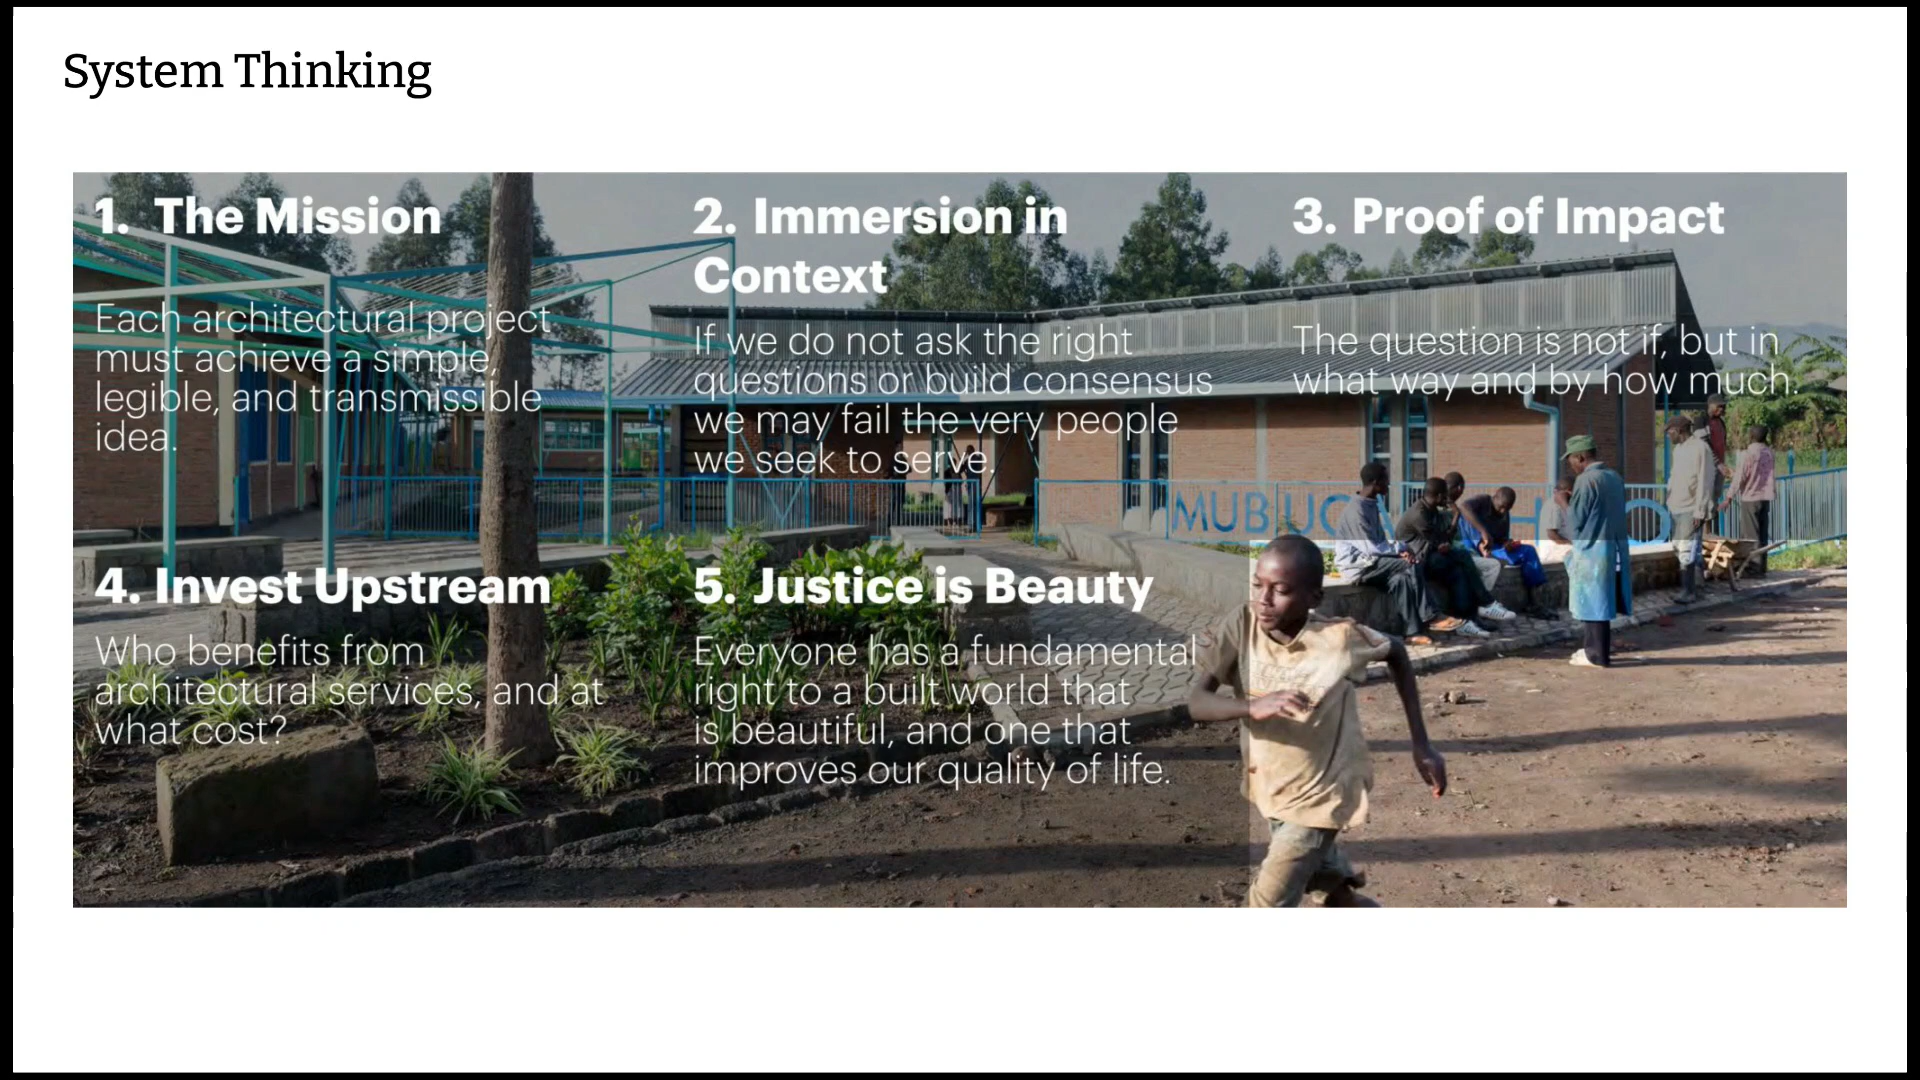 System Thinking
1. The Mission
Each architectural project
must achieve a simple,
legible, and transmissible
idea.
2. Immersion in
Context
If we do not ask the right
questions or build consensus
we may fail the very people
we seek to serve.
3. Proof of Impact
The question is not if, but in
what way and by how much.
4. Invest Upstream
Who benefits from
architectural services, and at
what cost?
5. Justice is Beauty
Everyone has a fundamental
right to a built world that
is beautiful, and one that
improves our quality of life.